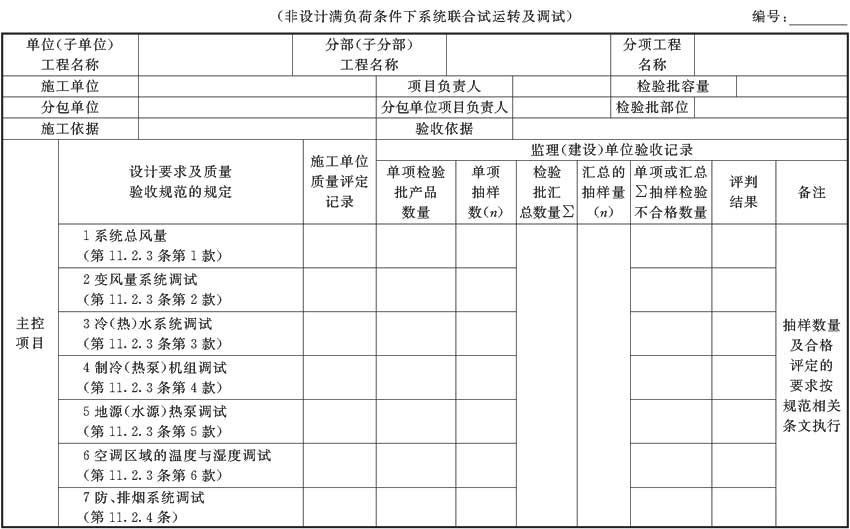 （非设计满负荷条件下系统联合试运转及调试）
编号：
单位（子单位）
工程名称
分部（子分部）
工程名称
分项工程
名称
施工单位
项目负责人
检验批容量
分包单位
分包单位项目负责人
检验批部位
施工依据
验收依据
主控
项目
设计要求及质量
验收规范的规定
施工单位
质量评定
记录
监理（建设）单位验收记录
单项检验
批产品
数量
单项
抽样
数（n）
检验
批汇
总数量∑
汇总的
抽样量
（n）
单项或汇总
∑抽样检验
不合格数量
评判
结果
备注
1 系统总风量
（第 11.2.3 条第 1 款）
2 变风量系统调试
（第 11.2.3 条第 2 款）
3 冷（热）水系统调试
（第 11.2.3 条第 3 款）
4 制冷（热泵）机组调试
（第 11.2.3 条第 4 款）
5 地源（水源）热泵调试
（第 11.2.3 条第 5 款）
6 空调区域的温度与湿度调试
（第 11.2.3 条第 6 款）
7 防、排烟系统调试
（第 11.2.4 条）
抽样数量
及合格
评定的
要求按
规范相关
条文执行